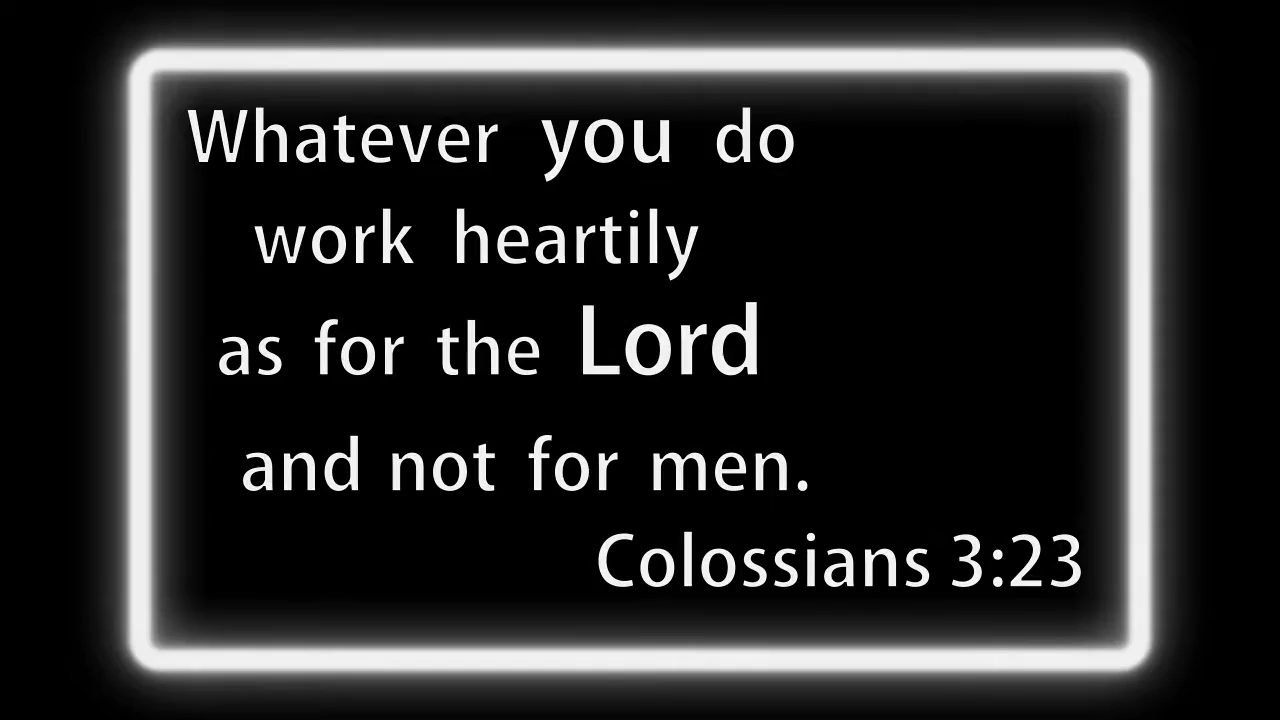 Whatever you do
work heartily
as for the Lord
and not for men.
Colossians 3:23